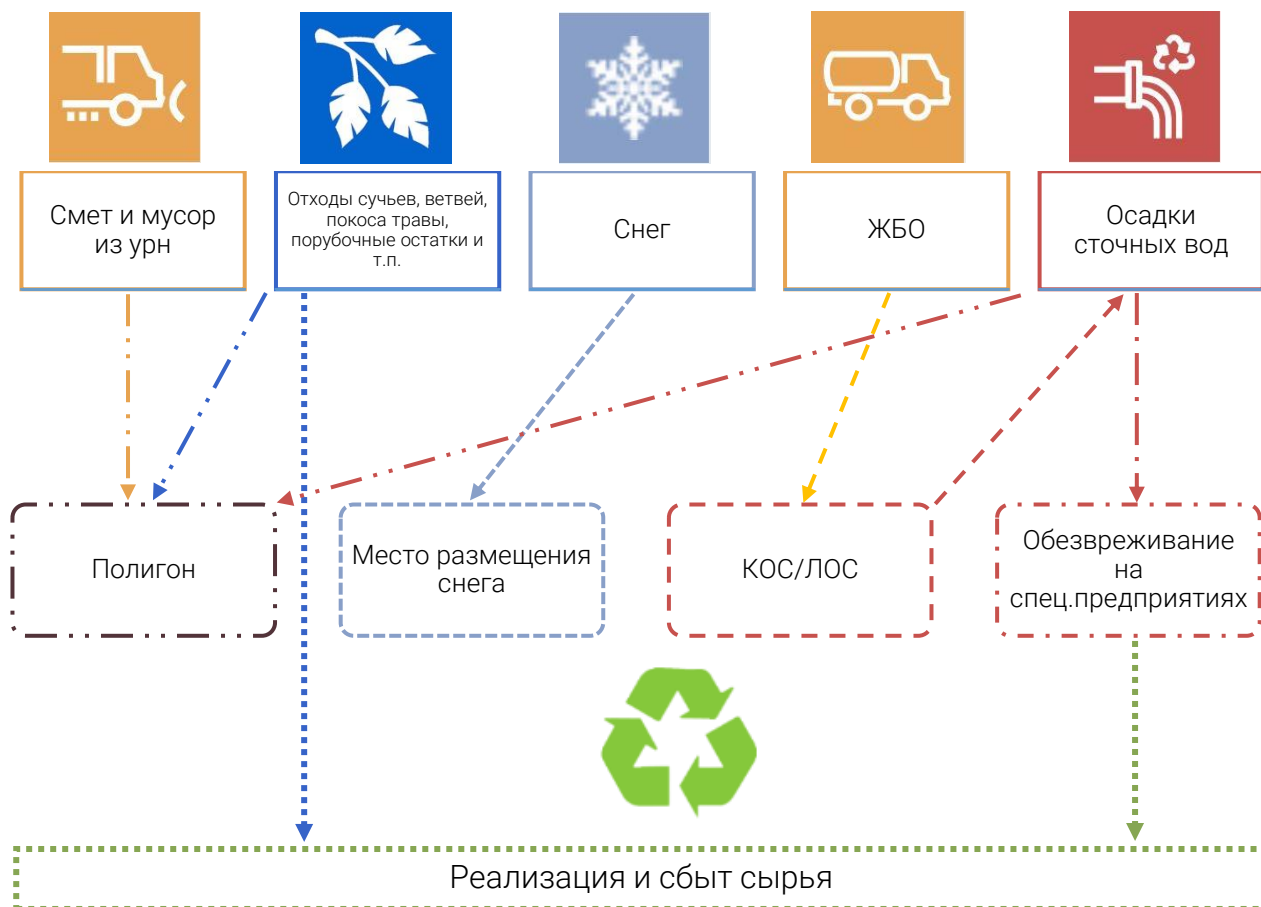 Смет и мусор
из урн
Отходы сучьев, ветвей,
покоса травы,
порубочные остатки и
т.п.
Снег
ЖБО
Осадки
сточных вод
Полигон
Место размещения
снега
КОС/ЛОС
Обезвреживание
на
спец.предприятиях
Реализация и сбыт сырья